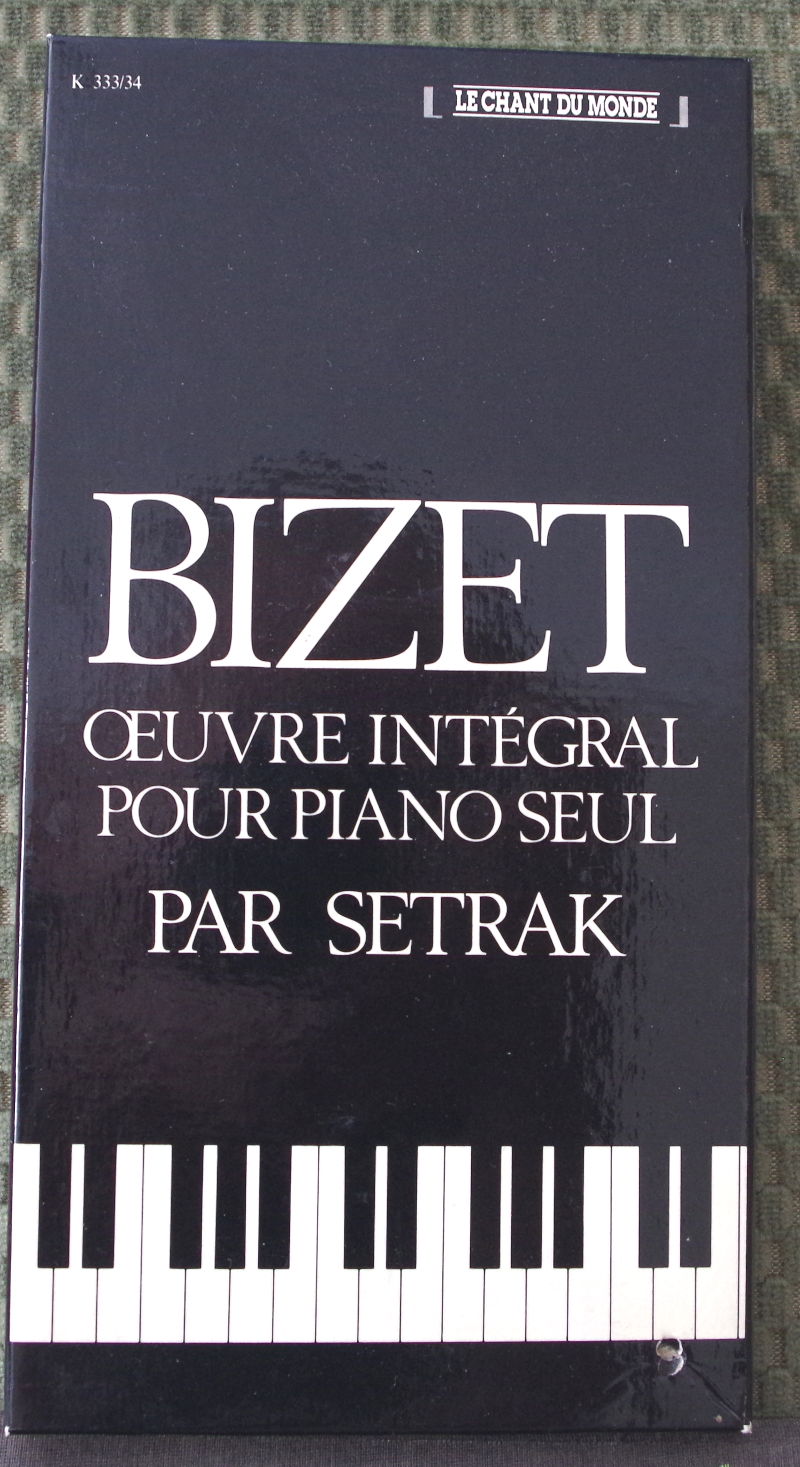 K 333/34
LE CHANT DU MONDE
BIZET
ŒUVRE INTÉGRAL
POUR PIANO SEUL
PAR SETRAK